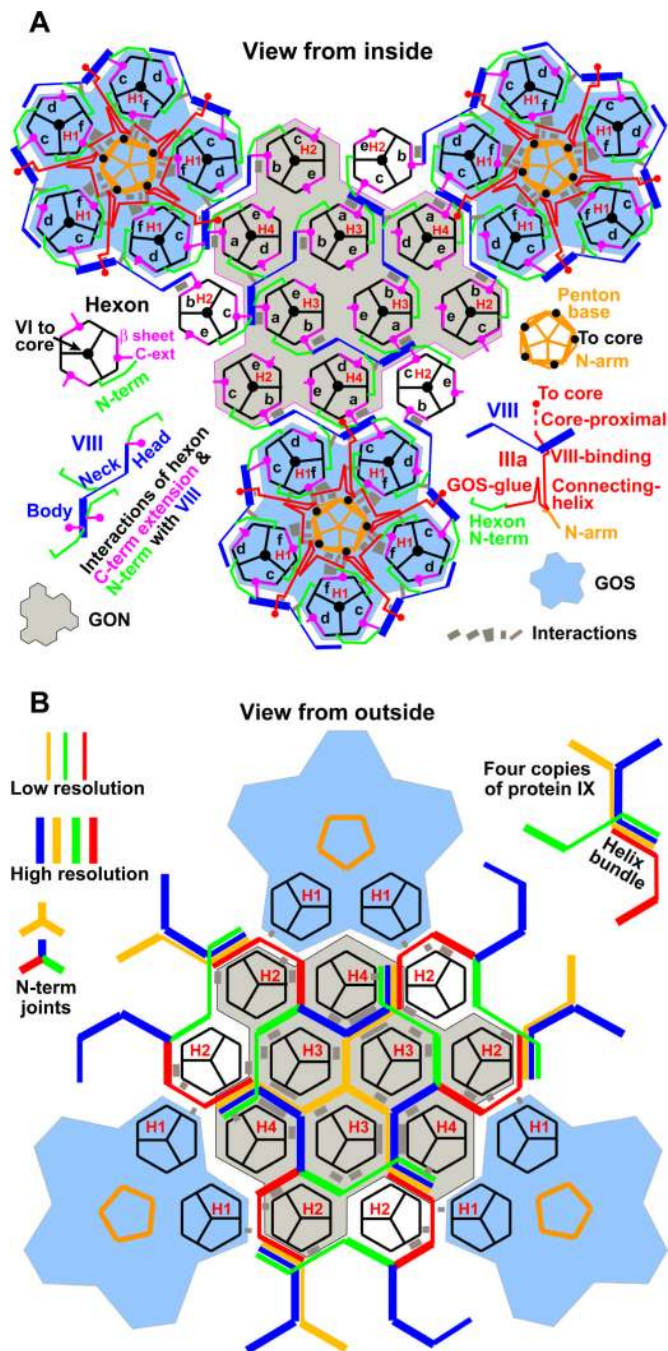 A
View from inside
c d H1 f
c d H1 f
d c H1 f
c d H1 f
f H1 c d
c d H1 f
c d H1 f
d c H1 f
c d H1 f
f H1 c d
c H2 b e
e H2 b c
e H4 a d
a H3 b e
a e H4 d
b H2 c e
e H3 a b
e b H3 a
b H2 e c
e b H2 c
d H4 e a
c H2 e b
Hexon
VI to
core
β sheet
C-ext
N-term
Penton
base
To core
N-arm
VIII
Neck
Head
Body
Interactions of hexon
C-term extension &
N-term with VIII
To core
VIII
Core-proximal
IIIa
VIII-binding
GOS-glue
Connecting-
helix
Hexon
N-term
N-arm
c d H1 f
d c H1 f
d c H1 f
c d H1 f
f H1 c d
GON
GOS
Interactions
B
View from outside
Low resolution
High resolution
N-term
joints
Four copies
of protein IX
Helix
bundle
H1 H1
H2 H4 H2
H2 H3 H3 H2
H1 H4 H3 H4 H1
H1 H2 H2 H1